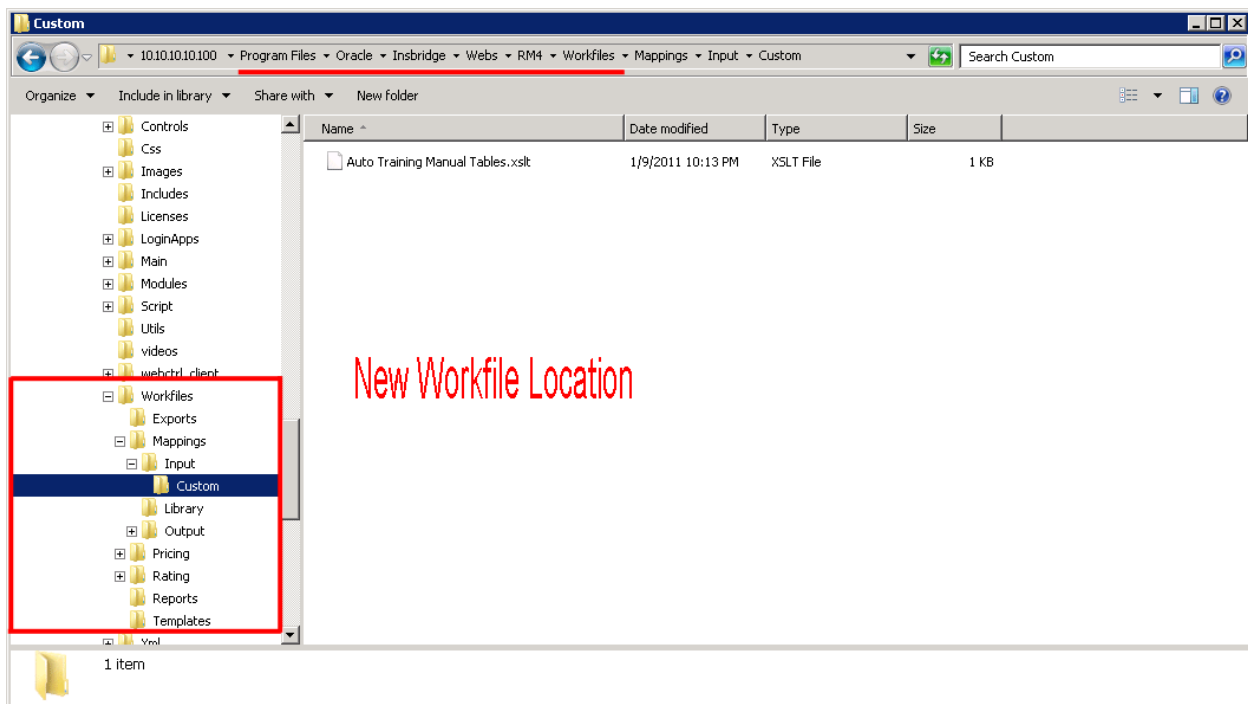 Custom
10.10.10.10.100 Program Files Oracle Insbridge Webs RM4 Workfiles Mappings Input Custom Search Custom
Organize Include in library Share with New folder
Controls
Css
Images
Includes
Licenses
LoginApps
Main
Modules
Script
Utils
videos
webctrl_client
Workfiles
Exports
Mappings
Input
Custom
Library
Output
Pricing
Rating
Reports
Templates
Xml
Name Date modified Type Size
Auto Training Manual Tables.xslt 1/9/2011 10:13 PM XSLT File 1 KB
New Workfile Location
1 item